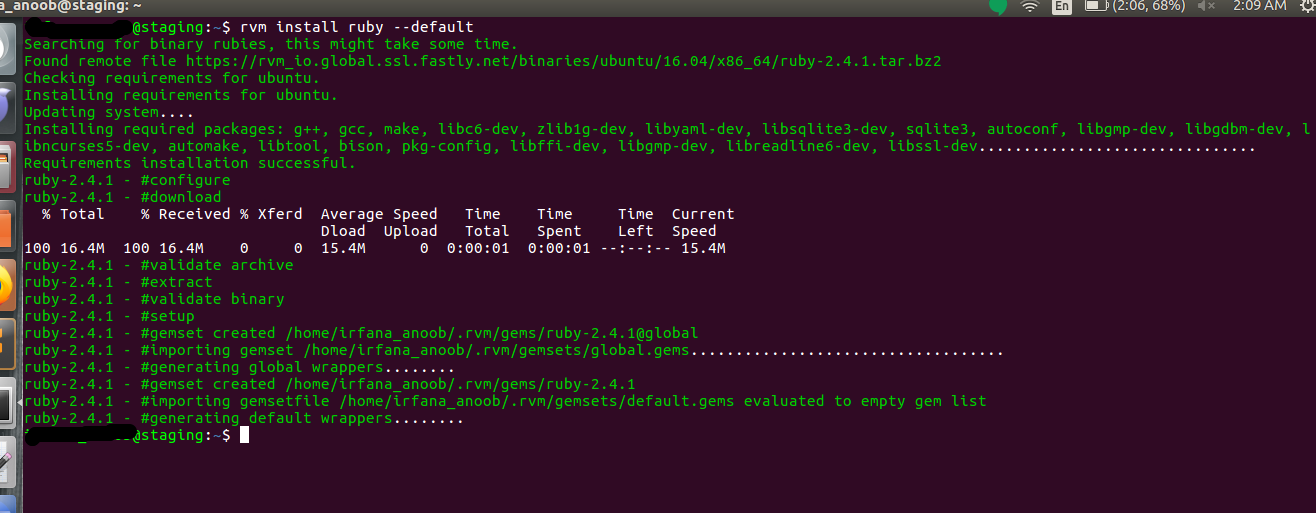 a_anoob@staging: ~
En
(2:06, 68%)
2:09 AM
@staging:~$ rvm install ruby --default
Searching for binary rubies, this might take some time.
Found remote file https://rvm_io.global.ssl.fastly.net/binaries/ubuntu/16.04/x86_64/ruby-2.4.1.tar.bz2
Checking requirements for ubuntu.
Installing requirements for ubuntu.
Updating system....
Installing required packages: g++, gcc, make, libc6-dev, zlib1g-dev, libyaml-dev, libsqlite3-dev, sqlite3, autoconf, libgmp-dev, libgdbm-dev, l
ibncurses5-dev, automake, libtool, bison, pkg-config, libffi-dev, libgmp-dev, libreadline6-dev, libssl-dev...............................
Requirements installation successful.
ruby-2.4.1 - #configure
ruby-2.4.1 - #download
% Total % Received % Xferd Average Speed Time Time Time Current
Dload Upload Total Spent Left Speed
100 16.4M 100 16.4M 0 0 15.4M 0 0:00:01 0:00:01 --:--:-- 15.4M
ruby-2.4.1 - #validate archive
ruby-2.4.1 - #extract
ruby-2.4.1 - #validate binary
ruby-2.4.1 - #setup
ruby-2.4.1 - #gemset created /home/irfana_anoob/.rvm/gems/ruby-2.4.1@global
ruby-2.4.1 - #importing gemset /home/irfana_anoob/.rvm/gemsets/global.gems...................................
ruby-2.4.1 - #generating global wrappers........
ruby-2.4.1 - #gemset created /home/irfana_anoob/.rvm/gems/ruby-2.4.1
ruby-2.4.1 - #importing gemsetfile /home/irfana_anoob/.rvm/gemsets/default.gems evaluated to empty gem list
ruby-2.4.1 - #generating default wrappers........
@staging:~$